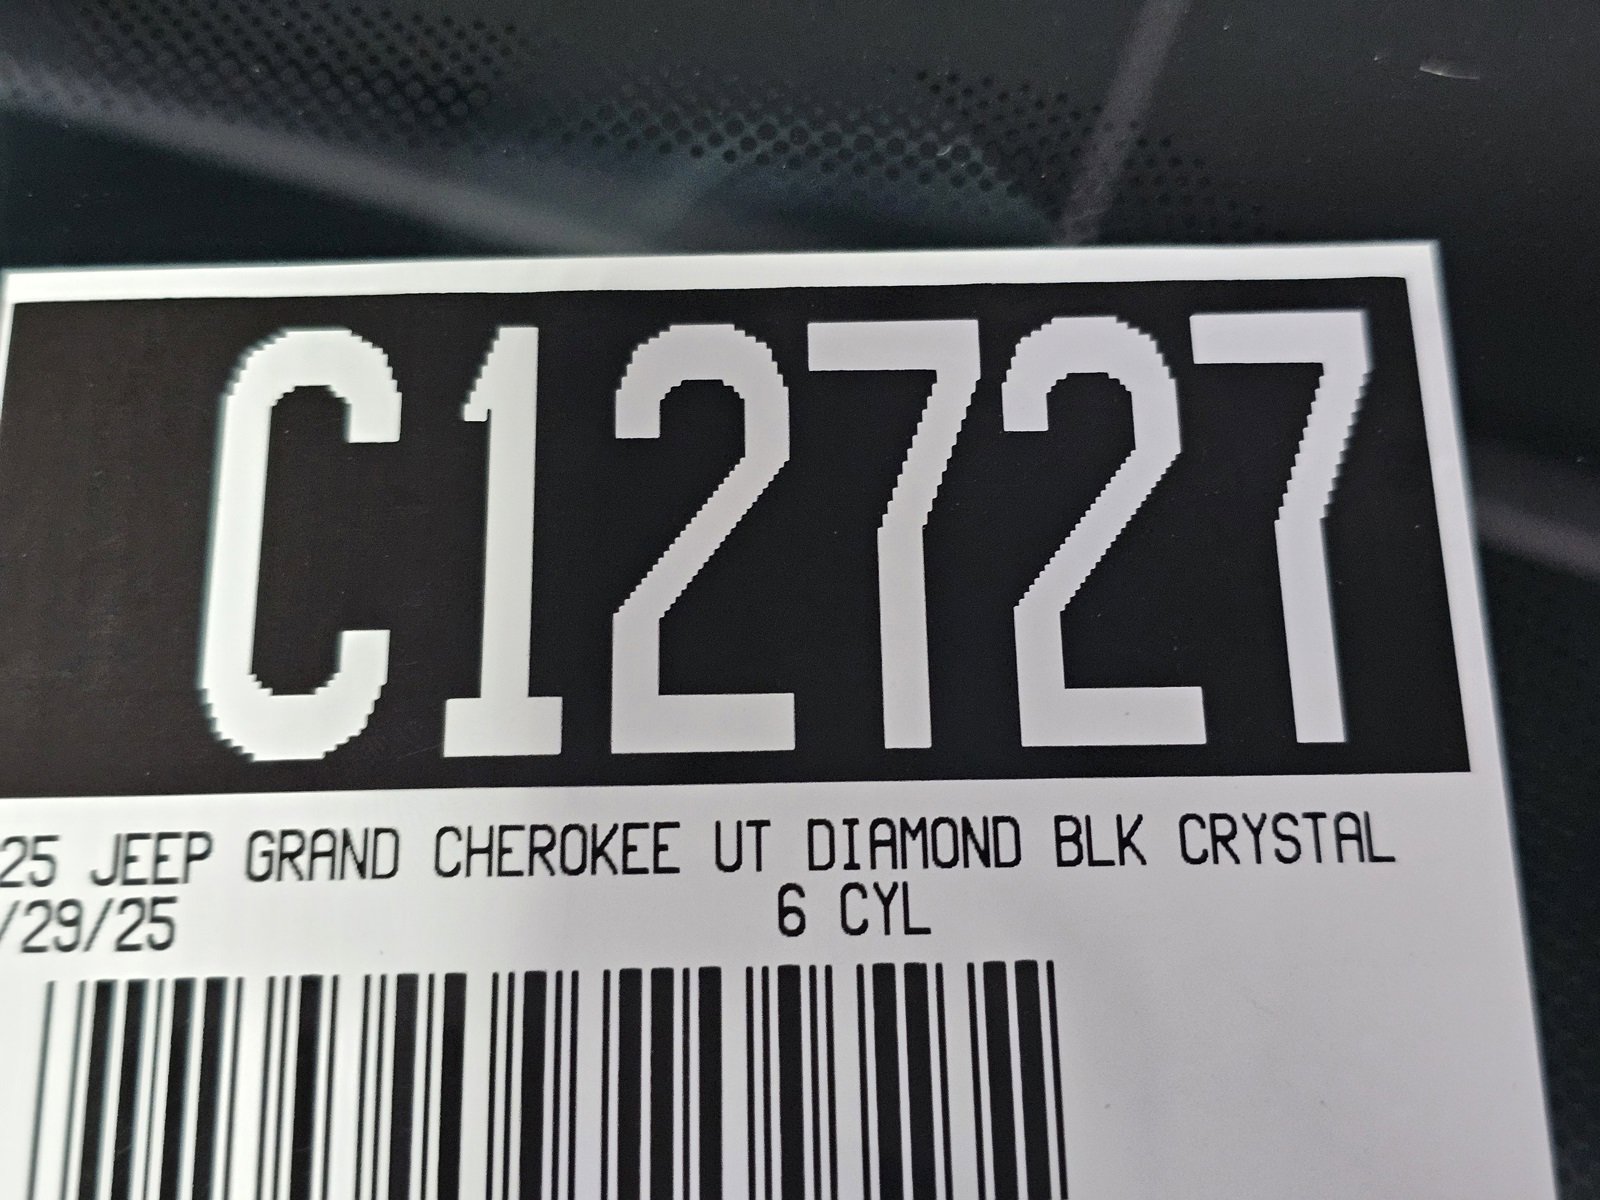 C12727
25 JEEP GRAND CHEROKEE UT DIAMOND BLK CRYSTAL
/29/25 6 CYL